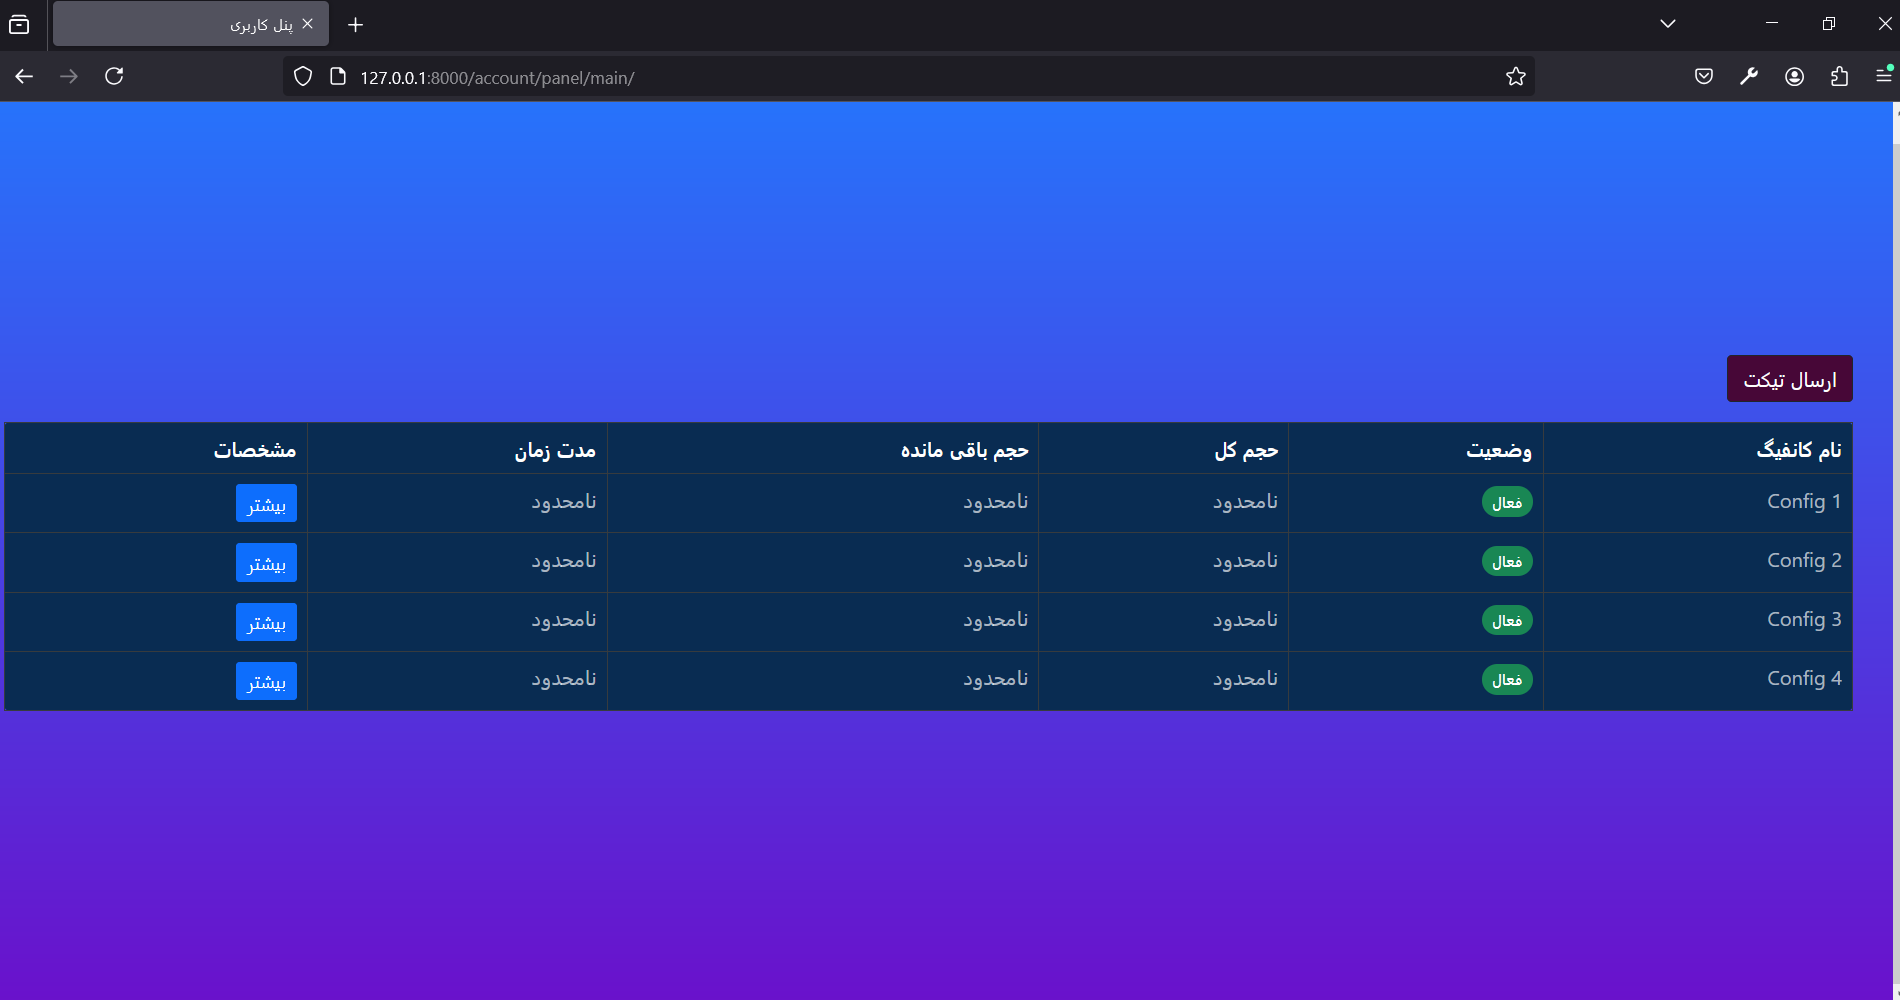 پنل کاربری
127.0.0.1:8000/account/panel/main/
ارسال تیکت
نام کانفیگ وضعیت حجم کل حجم باقی مانده مدت زمان مشخصات
Config 1 فعال نامحدود نامحدود نامحدود بیشتر
Config 2 فعال نامحدود نامحدود نامحدود بیشتر
Config 3 فعال نامحدود نامحدود نامحدود بیشتر
Config 4 فعال نامحدود نامحدود نامحدود بیشتر